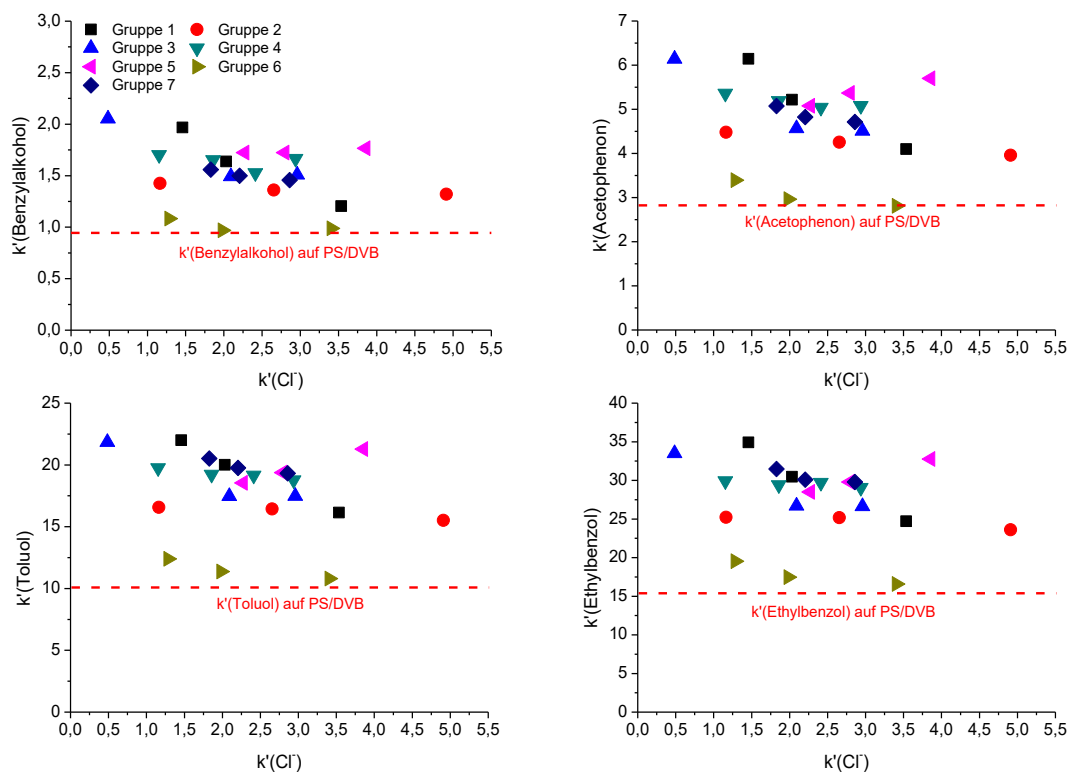 3,0
2,5
2,0
1,5
1,0
0,5
0,0
k'(Benzylalkohol)
Gruppe 1
Gruppe 2
Gruppe 3
Gruppe 4
Gruppe 5
Gruppe 6
Gruppe 7
k'(Benzylalkohol) auf PS/DVB
0,0 0,5 1,0 1,5 2,0 2,5 3,0 3,5 4,0 4,5 5,0 5,5
k'(Cl⁻)
7
6
5
4
3
2
1
0
k'(Acetophenon)
k'(Acetophenon) auf PS/DVB
0,0 0,5 1,0 1,5 2,0 2,5 3,0 3,5 4,0 4,5 5,0 5,5
k'(Cl⁻)
25
20
15
10
5
0
k'(Toluol)
k'(Toluol) auf PS/DVB
0,0 0,5 1,0 1,5 2,0 2,5 3,0 3,5 4,0 4,5 5,0 5,5
k'(Cl⁻)
40
35
30
25
20
15
10
5
0
k'(Ethylbenzol)
k'(Ethylbenzol) auf PS/DVB
0,0 0,5 1,0 1,5 2,0 2,5 3,0 3,5 4,0 4,5 5,0 5,5
k'(Cl⁻)